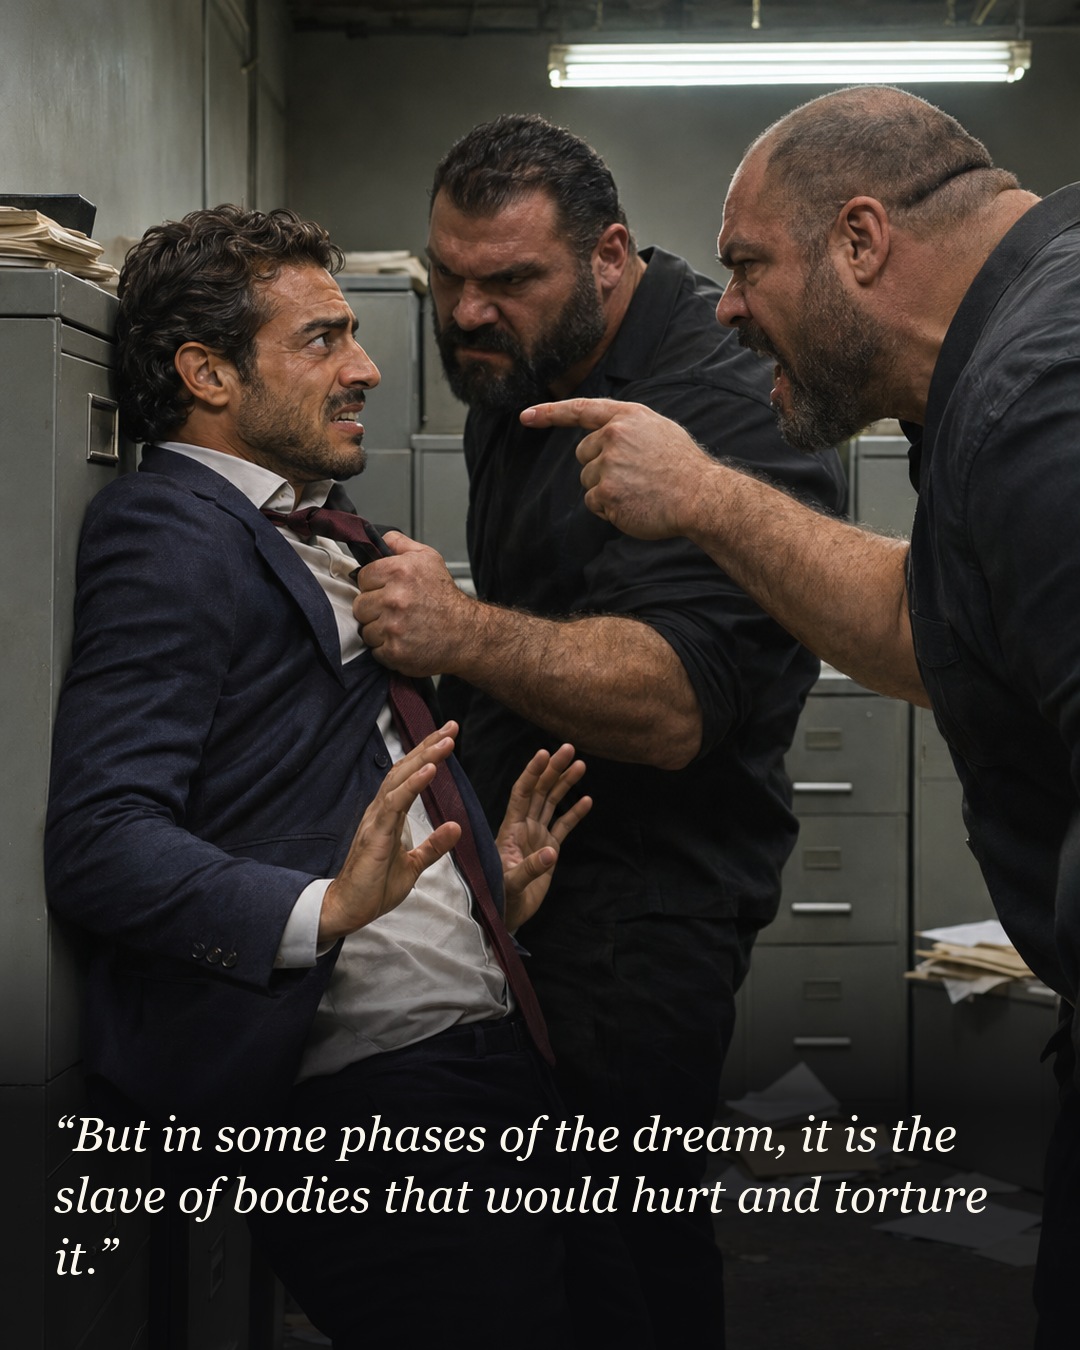 “But in some phases of the dream, it is the
slave of bodies that would hurt and torture
it.”